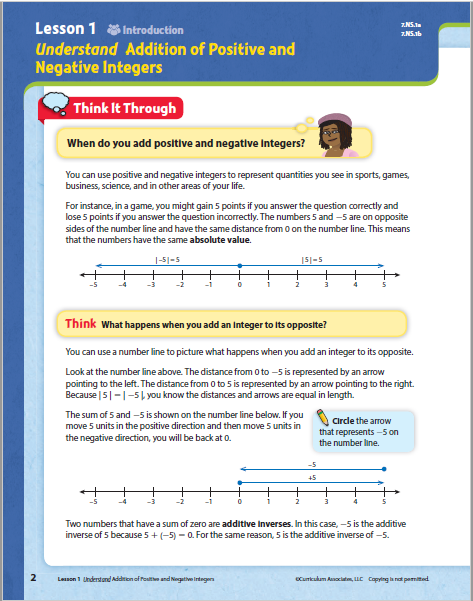 Lesson 1 Introduction
7.NS.1a
7.NS.1b
Understand Addition of Positive and
Negative Integers
Think It Through
When do you add positive and negative integers?
You can use positive and negative integers to represent quantities you see in sports, games,
business, science, and in other areas of your life.
For instance, in a game, you might gain 5 points if you answer the question correctly and
lose 5 points if you answer the question incorrectly. The numbers 5 and −5 are on opposite
sides of the number line and have the same distance from 0 on the number line. This means
that the numbers have the same absolute value.
|−5| = 5 |5| = 5
−5 −4 −3 −2 −1 0 1 2 3 4 5
Think What happens when you add an integer to its opposite?
You can use a number line to picture what happens when you add an integer to its opposite.
Look at the number line above. The distance from 0 to −5 is represented by an arrow
pointing to the left. The distance from 0 to 5 is represented by an arrow pointing to the right.
Because |5| = |−5|, you know the distances and arrows are equal in length.
The sum of 5 and −5 is shown on the number line below. If you
move 5 units in the positive direction and then move 5 units in
the negative direction, you will be back at 0.
Circle the arrow
that represents −5 on
the number line.
−5
+5
−5 −4 −3 −2 −1 0 1 2 3 4 5
Two numbers that have a sum of zero are additive inverses. In this case, −5 is the additive
inverse of 5 because 5 + (−5) = 0. For the same reason, 5 is the additive inverse of −5.
2 Lesson 1 Understand Addition of Positive and Negative Integers ©Curriculum Associates, LLC Copying is not permitted.